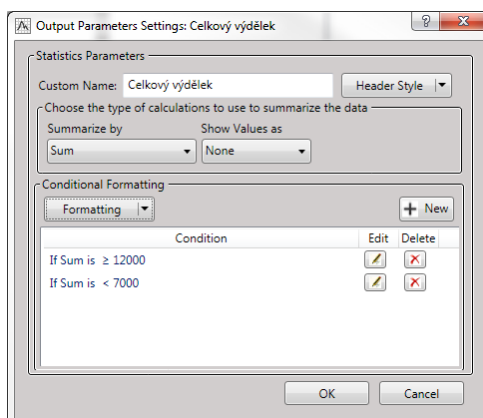 Output Parameters Settings: Celkový výdělek
Statistics Parameters
Custom Name: Celkový výdělek Header Style
Choose the type of calculations to use to summarize the data
Summarize by Show Values as
Sum None
Conditional Formatting
Formatting + New
Condition Edit Delete
If Sum is ≥ 12000
If Sum is < 7000
OK Cancel